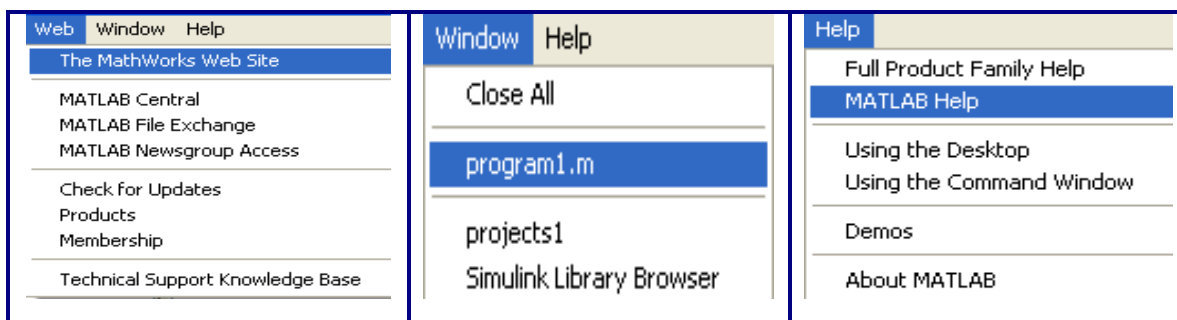 Web Window Help
The MathWorks Web Site
MATLAB Central
MATLAB File Exchange
MATLAB Newsgroup Access
Check for Updates
Products
Membership
Technical Support Knowledge Base
Window Help
Close All
program1.m
projects1
Simulink Library Browser
Help
Full Product Family Help
MATLAB Help
Using the Desktop
Using the Command Window
Demos
About MATLAB